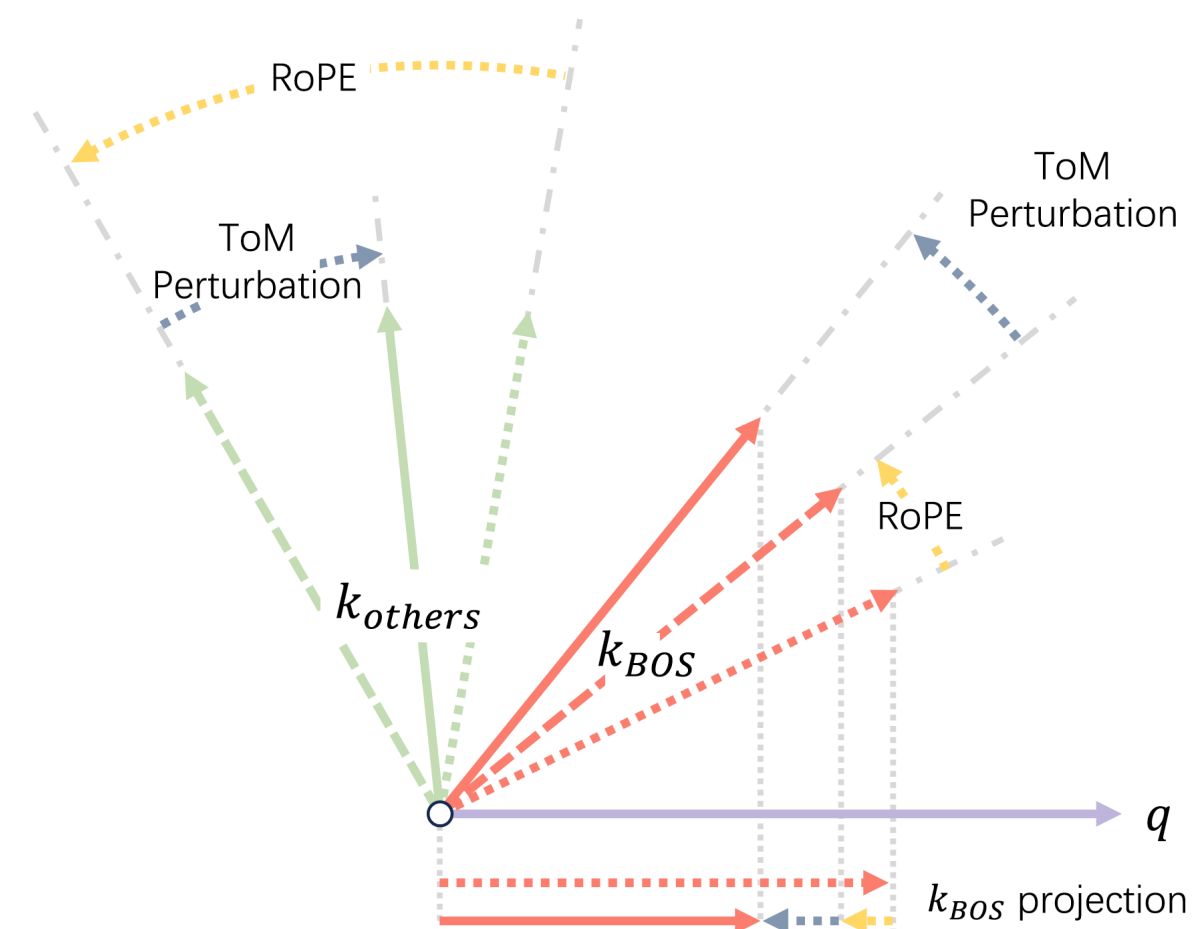 RoPE
ToM
Perturbation
ToM
Perturbation
RoPE
k_others
k_BOS
q
k_BOS projection